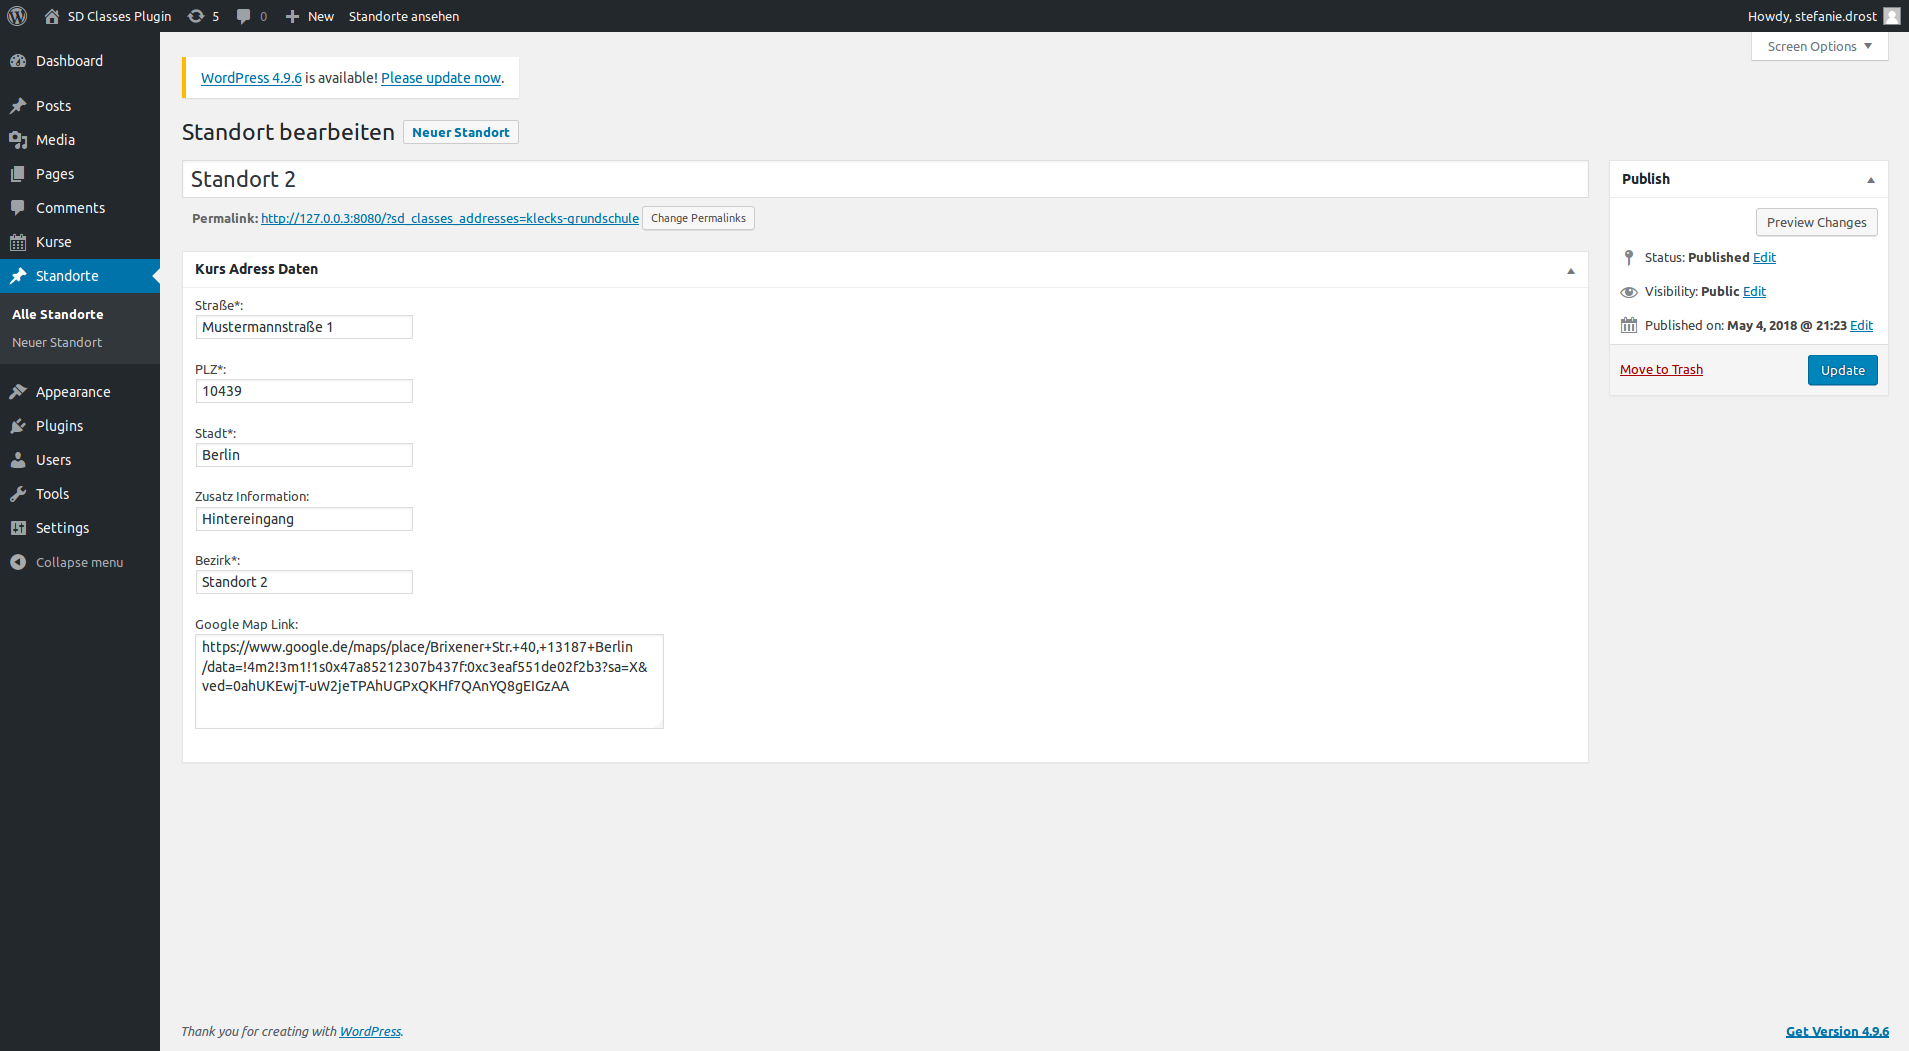 SD Classes Plugin 5 0 New Standorte ansehen Howdy, stefanie.drost
Screen Options
Dashboard
Posts
Media
Pages
Comments
Kurse
Standorte
Alle Standorte
Neuer Standort
Appearance
Plugins
Users
Tools
Settings
Collapse menu
WordPress 4.9.6 is available! Please update now.
Standort bearbeiten Neuer Standort
Standort 2
Permalink: http://127.0.0.3:8080/?sd_classes_addresses=klecks-grundschule Change Permalinks
Kurs Adress Daten
Straße*:
Mustermannstraße 1
PLZ*:
10439
Stadt*:
Berlin
Zusatz Information:
Hintereingang
Bezirk*:
Standort 2
Google Map Link:
https://www.google.de/maps/place/Brixener+Str.+40,+13187+Berlin
/data=!4m2!3m1!1s0x47a85212307b437f:0xc3eaf551de02f2b3?sa=X&
ved=0ahUKEwjT-uW2jeTPAhUGPxQKHf7QAnYQ8gEIGzAA
Publish
Preview Changes
Status: Published Edit
Visibility: Public Edit
Published on: May 4, 2018 @ 21:23 Edit
Move to Trash Update
Thank you for creating with WordPress.
Get Version 4.9.6